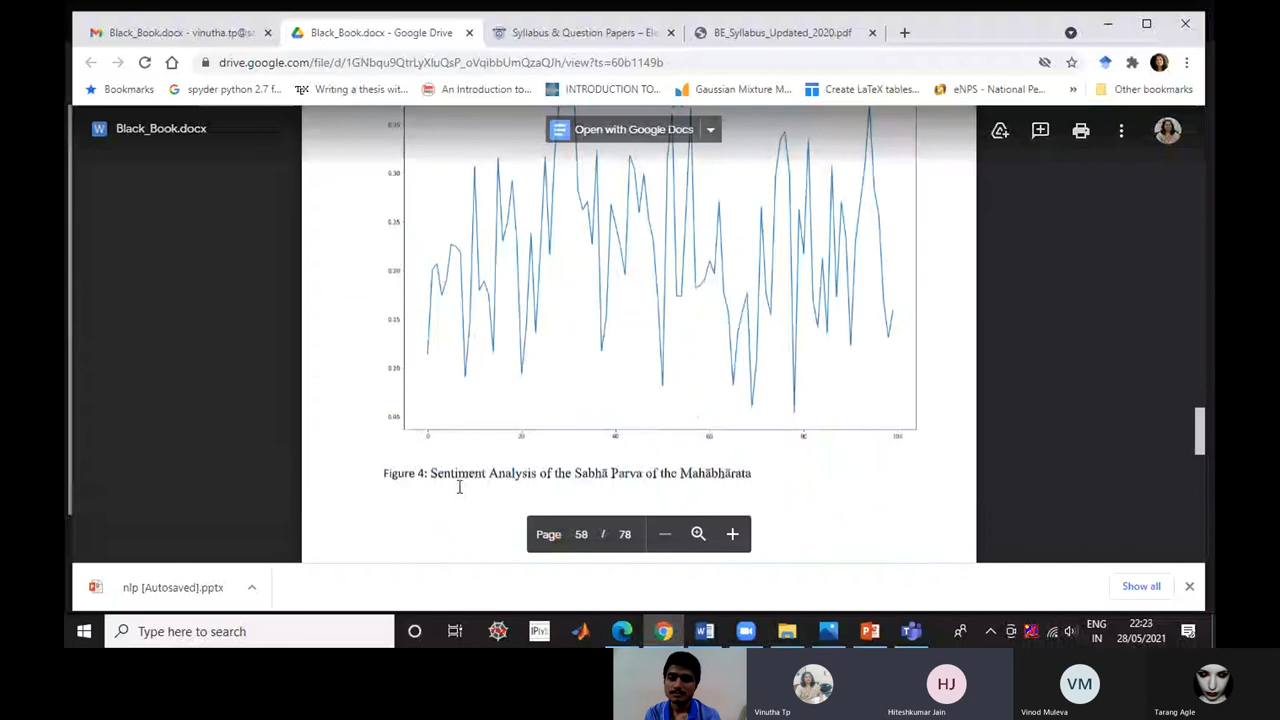 Black_Book.docx - vinutha.tp@s
Black_Book.docx - Google Drive
Syllabus & Question Papers – Ele
BE_Syllabus_Updated_2020.pdf
drive.google.com/file/d/1GNbqu9QtrLyXluQsP_oVqibbUmQzaQJh/view?ts=60b1149b
Bookmarks
spyder python 2.7 f...
Writing a thesis wit...
An Introduction to...
INTRODUCTION TO...
Gaussian Mixture M...
Create LaTeX tables...
eNPS - National Pe...
»
Other bookmarks
W Black_Book.docx
Open with Google Docs
0.35
0.30
0.25
0.20
0.15
0.10
0.05
0 20 40 60 80 100
Figure 4: Sentiment Analysis of the Sabhā Parva of the Mahābhārata
Page 58 / 78
nlp [Autosaved].pptx
Show all
Type here to search
IP[y]:
ENG
IN
22:23
28/05/2021
HJ
VM
Vinutha Tp
Hiteshkumar Jain
Vinod Muleva
Tarang Agle